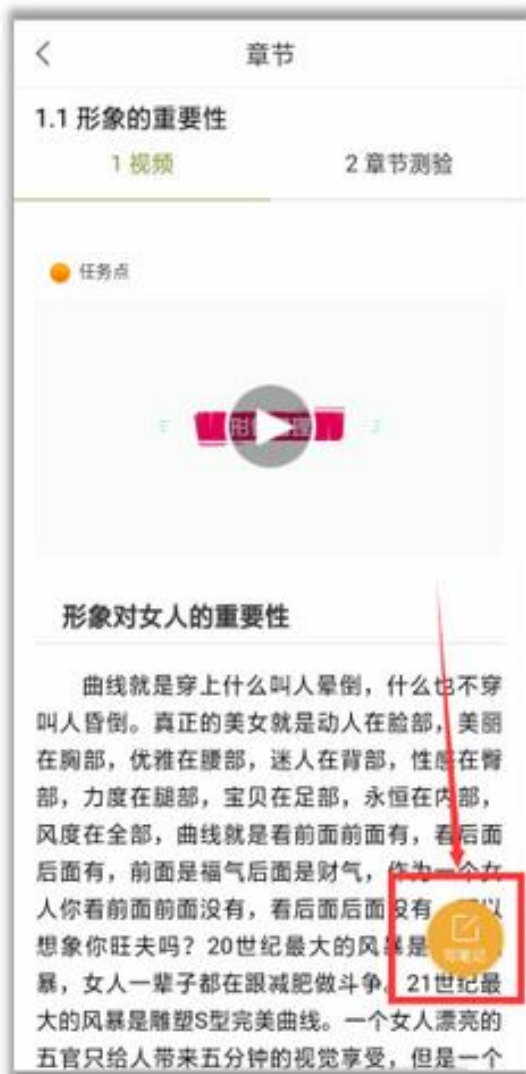 章节
1.1 形象的重要性
1 视频
2 章节测验
任务点
形象对女人的重要性
曲线就是穿上什么叫人晕倒，什么也不穿
叫人昏倒。真正的美女就是动人在脸部，美丽
在胸部，优雅在腰部，迷人在背部，性感在臀
部，力度在腿部，宝贝在足部，永恒在内部，
风度在全部，曲线就是看前面前面有，看后面
后面有，前面是福气后面是财气，作为一个女
人你看前面前面没有，看后面后面没有
以
想象你旺夫吗？20世纪最大的风暴是
暴，女人一辈子都在跟减肥做斗争。21世纪最
大的风暴是雕塑S型完美曲线。一个女人漂亮的
五官只给人带来五分钟的视觉享受，但是一个
写笔记